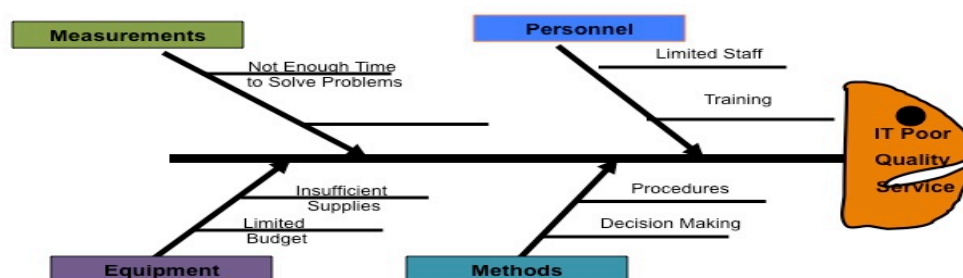 Measurements
Personnel
Not Enough Time
to Solve Problems
Limited Staff
Training
IT Poor
Quality
Service
Insufficient
Supplies
Limited
Budget
Procedures
Decision Making
Equipment
Methods